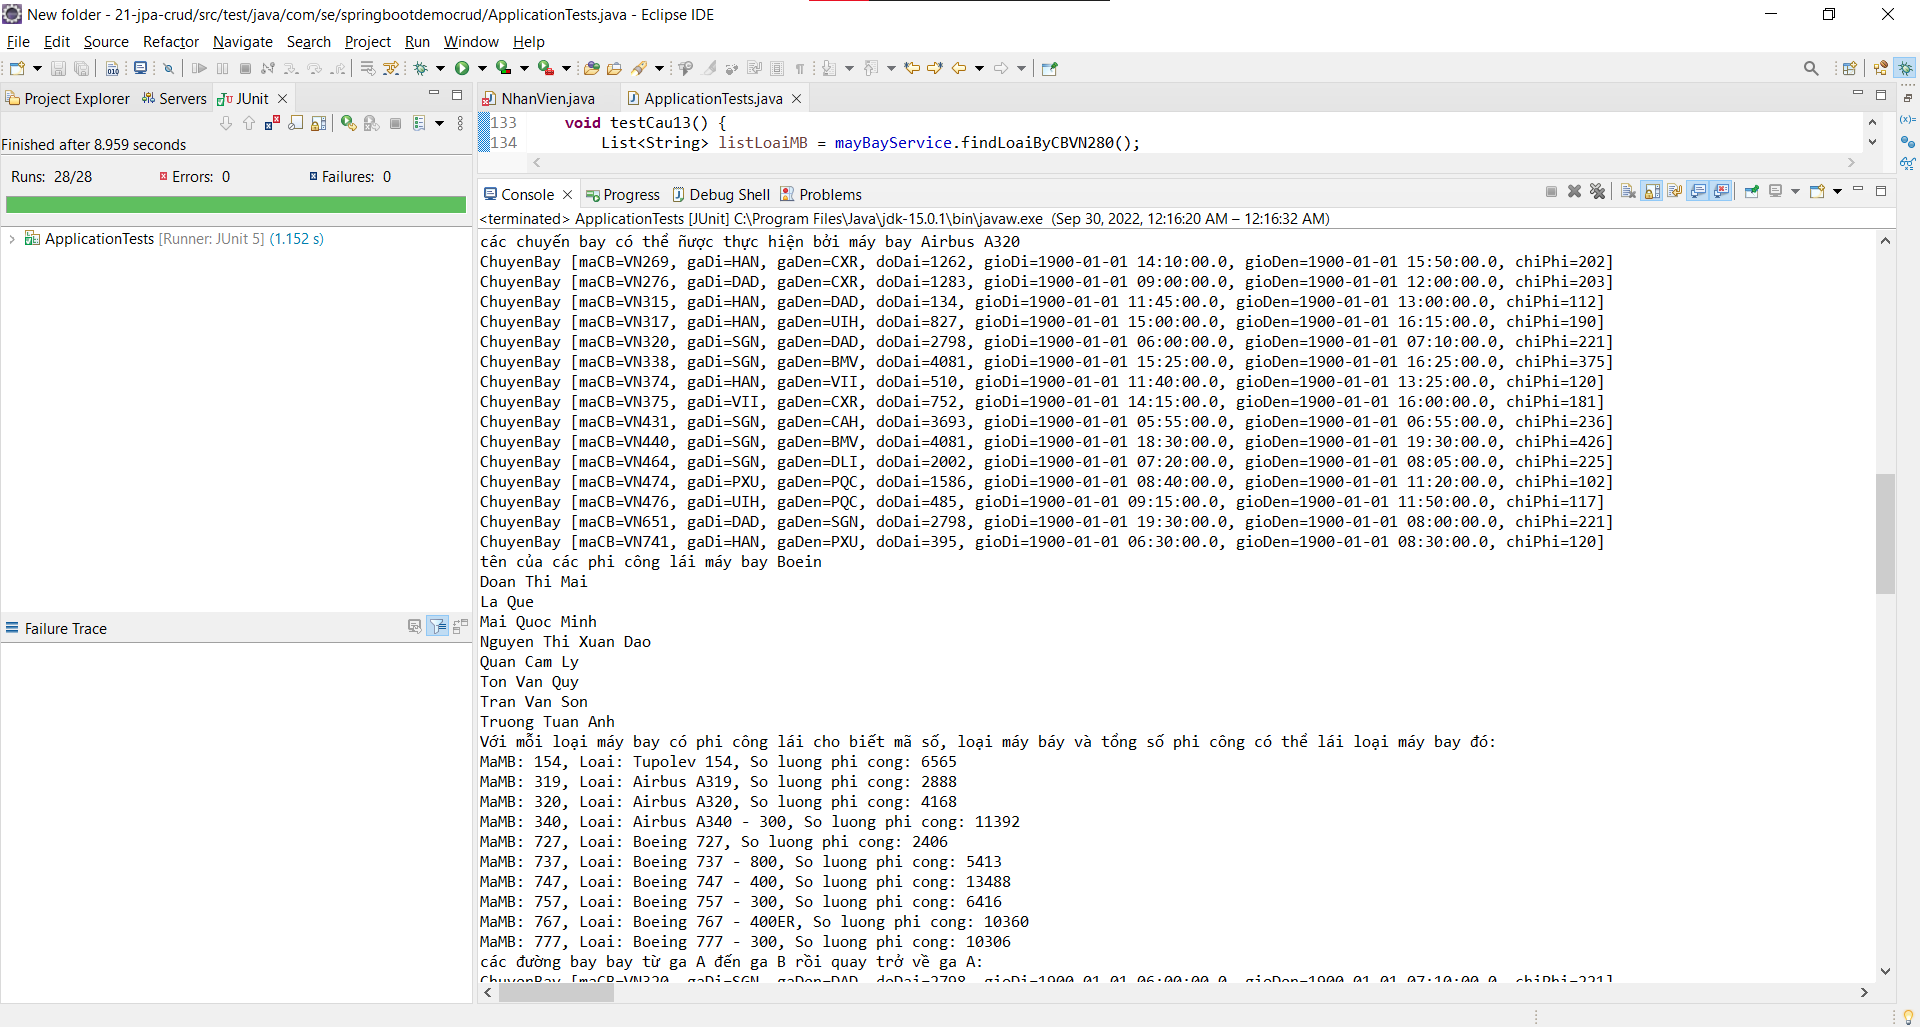 New folder - 21-jpa-crud/src/test/java/com/se/springbootdemocrud/ApplicationTests.java - Eclipse IDE
File Edit Source Refactor Navigate Search Project Run Window Help
Project Explorer Servers JUnit
Finished after 8.959 seconds
Runs: 28/28 Errors: 0 Failures: 0
ApplicationTests [Runner: JUnit 5] (1.152 s)
Failure Trace
NhanVien.java ApplicationTests.java
133 void testCau13() {
134 List<String> listLoaiMB = mayBayService.findLoaiByCBVN280();
Console Progress Debug Shell Problems
<terminated> ApplicationTests [JUnit] C:\Program Files\Java\jdk-15.0.1\bin\javaw.exe (Sep 30, 2022, 12:16:20 AM – 12:16:32 AM)
các chuyến bay có thể ñược thực hiện bởi máy bay Airbus A320
ChuyenBay [maCB=VN269, gaDi=HAN, gaDen=CXR, doDai=1262, gioDi=1900-01-01 14:10:00.0, gioDen=1900-01-01 15:50:00.0, chiPhi=202]
ChuyenBay [maCB=VN276, gaDi=DAD, gaDen=CXR, doDai=1283, gioDi=1900-01-01 09:00:00.0, gioDen=1900-01-01 12:00:00.0, chiPhi=203]
ChuyenBay [maCB=VN315, gaDi=HAN, gaDen=DAD, doDai=134, gioDi=1900-01-01 11:45:00.0, gioDen=1900-01-01 13:00:00.0, chiPhi=112]
ChuyenBay [maCB=VN317, gaDi=HAN, gaDen=UIH, doDai=827, gioDi=1900-01-01 15:00:00.0, gioDen=1900-01-01 16:15:00.0, chiPhi=190]
ChuyenBay [maCB=VN320, gaDi=SGN, gaDen=DAD, doDai=2798, gioDi=1900-01-01 06:00:00.0, gioDen=1900-01-01 07:10:00.0, chiPhi=221]
ChuyenBay [maCB=VN338, gaDi=SGN, gaDen=BMV, doDai=4081, gioDi=1900-01-01 15:25:00.0, gioDen=1900-01-01 16:25:00.0, chiPhi=375]
ChuyenBay [maCB=VN374, gaDi=HAN, gaDen=VII, doDai=510, gioDi=1900-01-01 11:40:00.0, gioDen=1900-01-01 13:25:00.0, chiPhi=120]
ChuyenBay [maCB=VN375, gaDi=VII, gaDen=CXR, doDai=752, gioDi=1900-01-01 14:15:00.0, gioDen=1900-01-01 16:00:00.0, chiPhi=181]
ChuyenBay [maCB=VN431, gaDi=SGN, gaDen=CAH, doDai=3693, gioDi=1900-01-01 05:55:00.0, gioDen=1900-01-01 06:55:00.0, chiPhi=236]
ChuyenBay [maCB=VN440, gaDi=SGN, gaDen=BMV, doDai=4081, gioDi=1900-01-01 18:30:00.0, gioDen=1900-01-01 19:30:00.0, chiPhi=426]
ChuyenBay [maCB=VN464, gaDi=SGN, gaDen=DLI, doDai=2002, gioDi=1900-01-01 07:20:00.0, gioDen=1900-01-01 08:05:00.0, chiPhi=225]
ChuyenBay [maCB=VN474, gaDi=PXU, gaDen=PQC, doDai=1586, gioDi=1900-01-01 08:40:00.0, gioDen=1900-01-01 11:20:00.0, chiPhi=102]
ChuyenBay [maCB=VN476, gaDi=UIH, gaDen=PQC, doDai=485, gioDi=1900-01-01 09:15:00.0, gioDen=1900-01-01 11:50:00.0, chiPhi=117]
ChuyenBay [maCB=VN651, gaDi=DAD, gaDen=SGN, doDai=2798, gioDi=1900-01-01 19:30:00.0, gioDen=1900-01-01 08:00:00.0, chiPhi=221]
ChuyenBay [maCB=VN741, gaDi=HAN, gaDen=PXU, doDai=395, gioDi=1900-01-01 06:30:00.0, gioDen=1900-01-01 08:30:00.0, chiPhi=120]
tên của các phi công lái máy bay Boein
Doan Thi Mai
La Que
Mai Quoc Minh
Nguyen Thi Xuan Dao
Quan Cam Ly
Ton Van Quy
Tran Van Son
Truong Tuan Anh
Với mỗi loại máy bay có phi công lái cho biết mã số, loại máy báy và tổng số phi công có thể lái loại máy bay đó:
MaMB: 154, Loai: Tupolev 154, So luong phi cong: 6565
MaMB: 319, Loai: Airbus A319, So luong phi cong: 2888
MaMB: 320, Loai: Airbus A320, So luong phi cong: 4168
MaMB: 340, Loai: Airbus A340 - 300, So luong phi cong: 11392
MaMB: 727, Loai: Boeing 727, So luong phi cong: 2406
MaMB: 737, Loai: Boeing 737 - 800, So luong phi cong: 5413
MaMB: 747, Loai: Boeing 747 - 400, So luong phi cong: 13488
MaMB: 757, Loai: Boeing 757 - 300, So luong phi cong: 6416
MaMB: 767, Loai: Boeing 767 - 400ER, So luong phi cong: 10360
MaMB: 777, Loai: Boeing 777 - 300, So luong phi cong: 10306
các đường bay bay từ ga A đến ga B rồi quay trở về ga A:
ChuyenBay [maCB=VN320, gaDi=SGN, gaDen=DAD, doDai=2798, gioDi=1900-01-01 06:00:00.0, gioDen=1900-01-01 07:10:00.0, chiPhi=221]